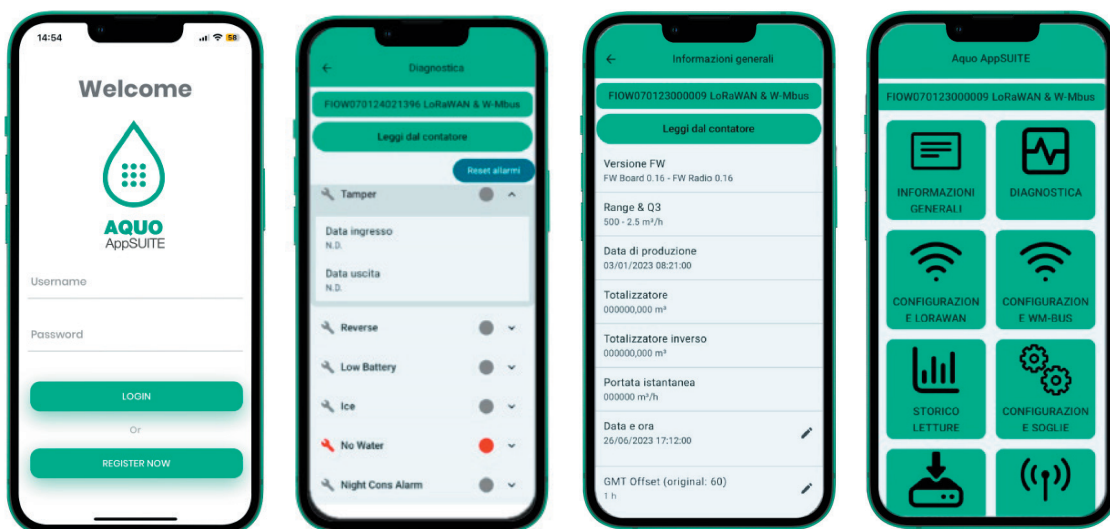 14:54
58
Welcome
AQUO
AppSUITE
Username
Password
LOGIN
Or
REGISTER NOW
Diagnostica
FIOW070124021396 LoRaWAN & W-Mbus
Leggi dal contatore
Reset allarmi
Tamper
Data ingresso
N.D.
Data uscita
N.D.
Reverse
Low Battery
Ice
No Water
Night Cons Alarm
Informazioni generali
FIOW070123000009 LoRaWAN & W-Mbus
Leggi dal contatore
Versione FW
FW Board 0.16 - FW Radio 0.16
Range & Q3
500 - 2.5 m³/h
Data di produzione
03/01/2023 08:21:00
Totalizzatore
000000,000 m³
Totalizzatore inverso
000000,000 m³
Portata istantanea
000000 m³/h
Data e ora
26/06/2023 17:12:00
GMT Offset (original: 60)
1 h
Aquo AppSUITE
FIOW070123000009 LoRaWAN & W-Mbus
INFORMAZIONI
GENERALI
DIAGNOSTICA
CONFIGURAZION
E LORAWAN
CONFIGURAZION
E WM-BUS
STORICO
LETTURE
CONFIGURAZION
E SOGLIE